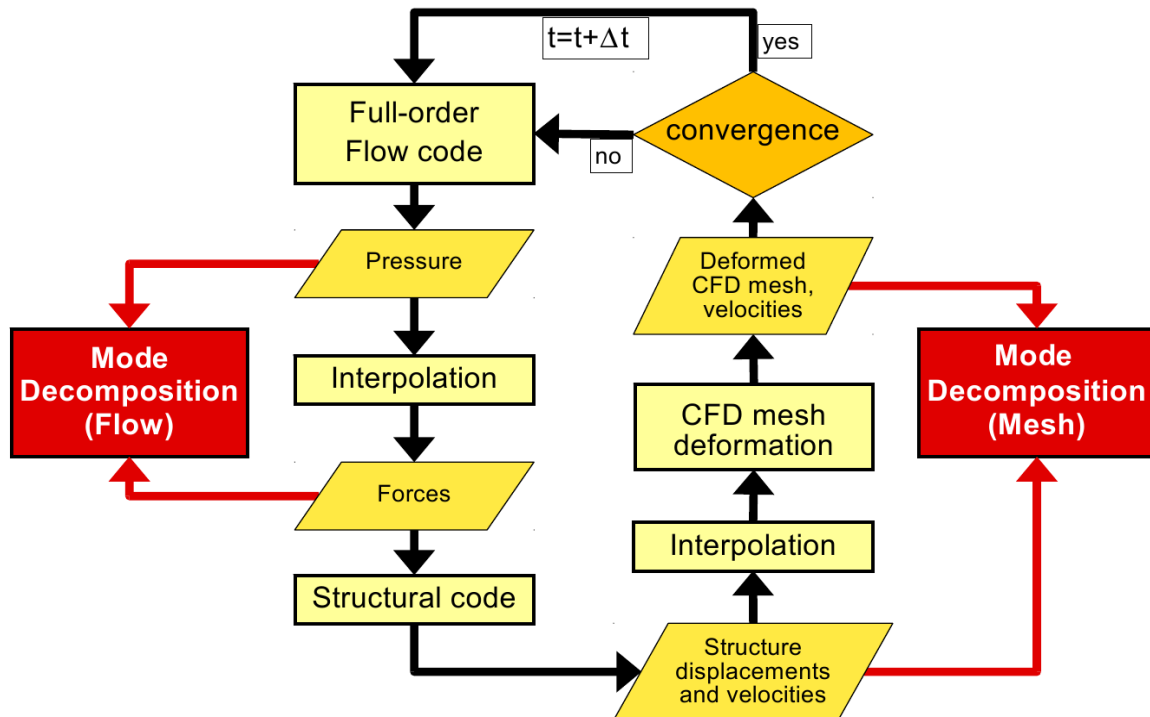 t=t+Δt
yes
Full-order
Flow code
convergence
no
Pressure
Deformed
CFD mesh,
velocities
Mode
Decomposition
(Flow)
Interpolation
CFD mesh
deformation
Mode
Decomposition
(Mesh)
Forces
Interpolation
Structural code
Structure
displacements
and velocities